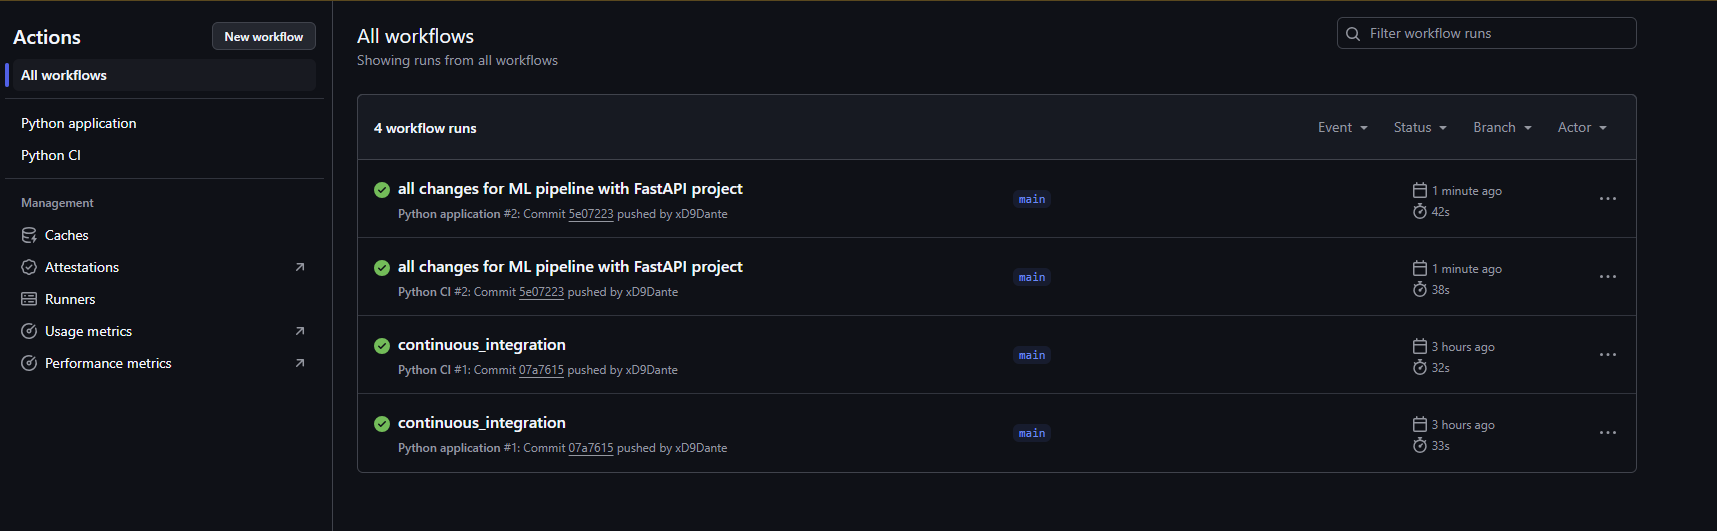 Actions
New workflow
All workflows
Python application
Python CI
Management
Caches
Attestations
Runners
Usage metrics
Performance metrics
All workflows
Showing runs from all workflows
Filter workflow runs
4 workflow runs
Event
Status
Branch
Actor
all changes for ML pipeline with FastAPI project
Python application #2: Commit 5e07223 pushed by xD9Dante
main
1 minute ago
42s
all changes for ML pipeline with FastAPI project
Python CI #2: Commit 5e07223 pushed by xD9Dante
main
1 minute ago
38s
continuous_integration
Python CI #1: Commit 07a7615 pushed by xD9Dante
main
3 hours ago
32s
continuous_integration
Python application #1: Commit 07a7615 pushed by xD9Dante
main
3 hours ago
33s